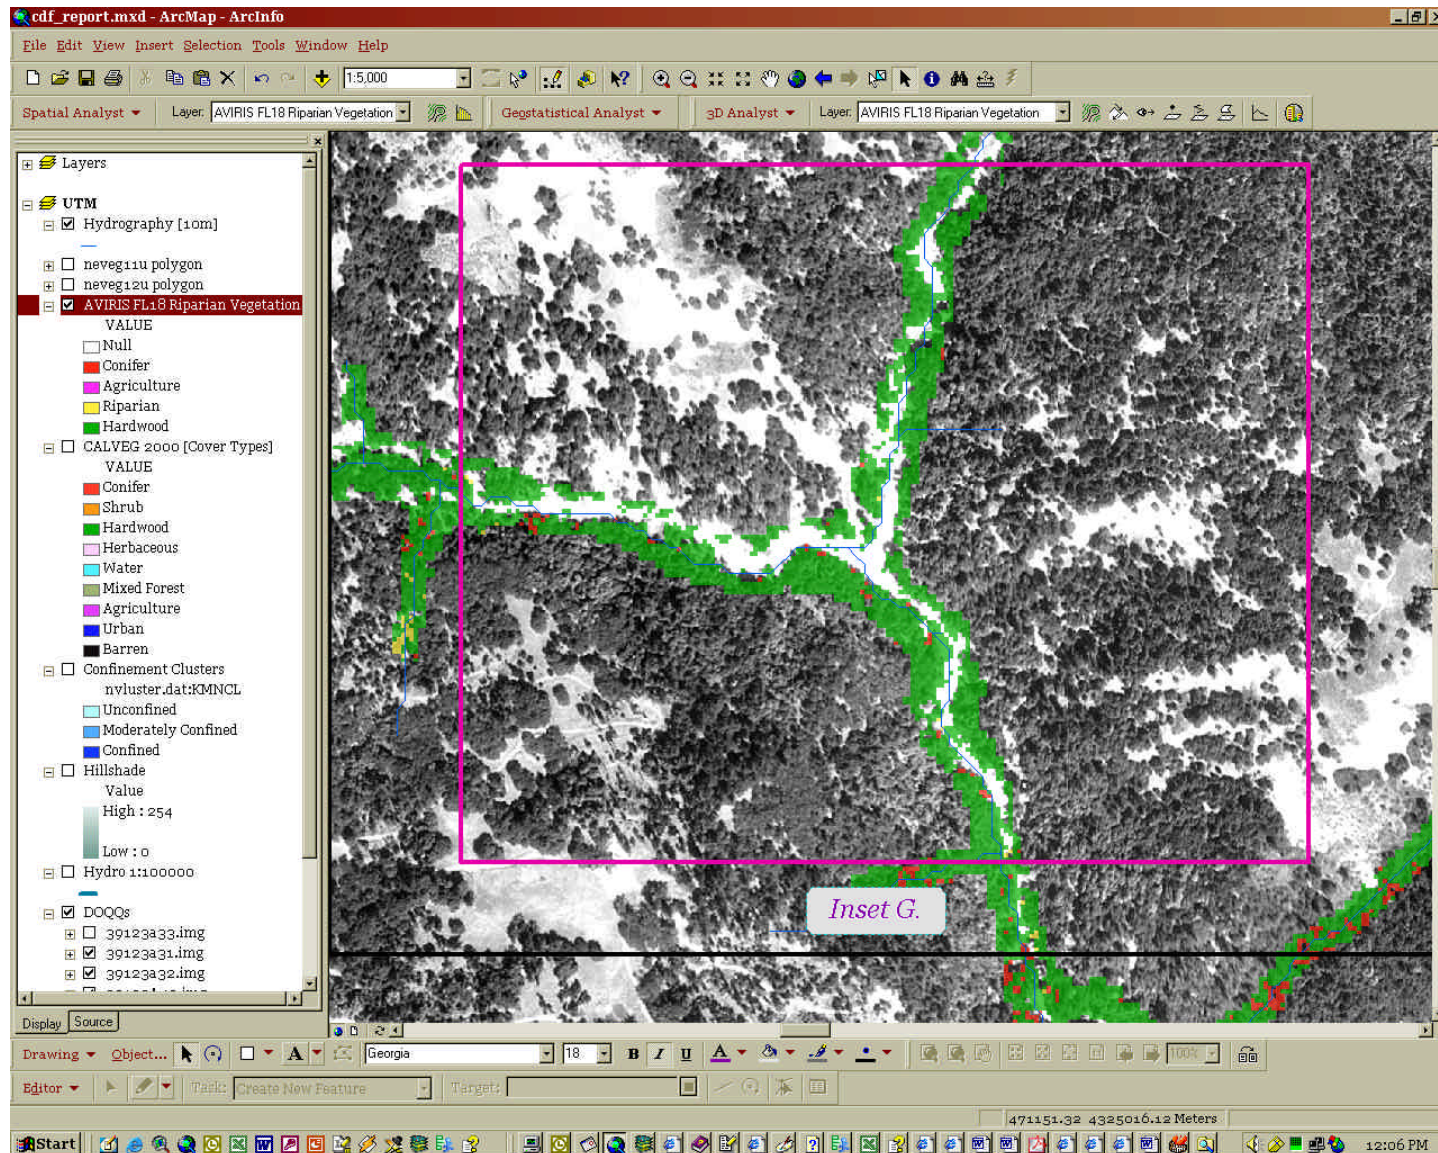 cdf_report.mxd - ArcMap - ArcInfo
File Edit View Insert Selection Tools Window Help
1:5,000
Spatial Analyst Layer: AVIRIS FL18 Riparian Vegetation Geostatistical Analyst 3D Analyst Layer: AVIRIS FL18 Riparian Vegetation
Layers
UTM
Hydrography [10m]
neveg11u polygon
neveg12u polygon
AVIRIS FL18 Riparian Vegetation
VALUE
Null
Conifer
Agriculture
Riparian
Hardwood
CALVEG 2000 [Cover Types]
VALUE
Conifer
Shrub
Hardwood
Herbaceous
Water
Mixed Forest
Agriculture
Urban
Barren
Confinement Clusters
nvluster.dat:KMNCL
Unconfined
Moderately Confined
Confined
Hillshade
Value
High : 254
Low : 0
Hydro 1:100000
DOQQs
39123a33.img
39123a31.img
39123a32.img
Inset G.
Display Source
Drawing Object... A Georgia 18 B I U A 100%
Editor Task: Create New Feature Target:
471151.32 4325016.12 Meters
Start 12:06 PM